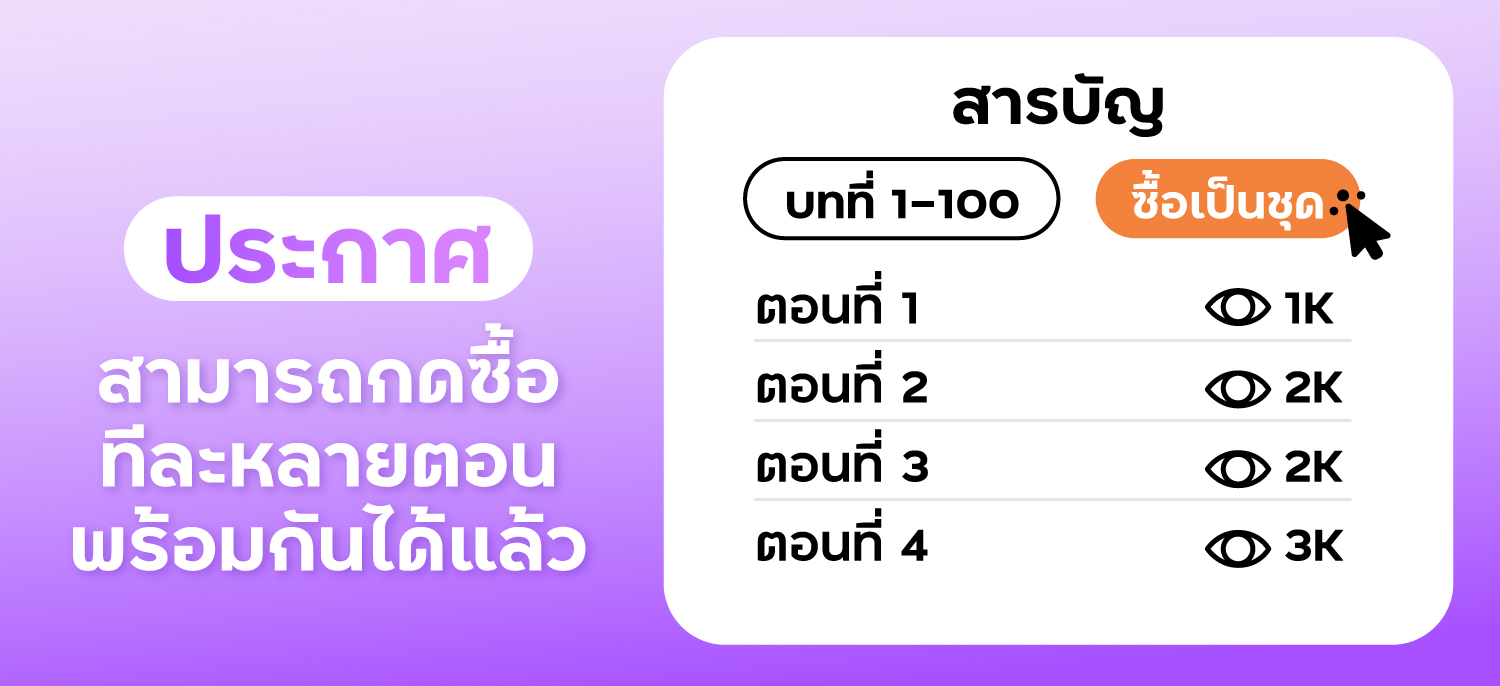 ประกาศ
สามารถกดซื้อ
ทีละหลายตอน
พร้อมกันได้แล้ว
สารบัญ
บทที่ 1-100
ซื้อเป็นชุด
ตอนที่ 1 1K
ตอนที่ 2 2K
ตอนที่ 3 2K
ตอนที่ 4 3K